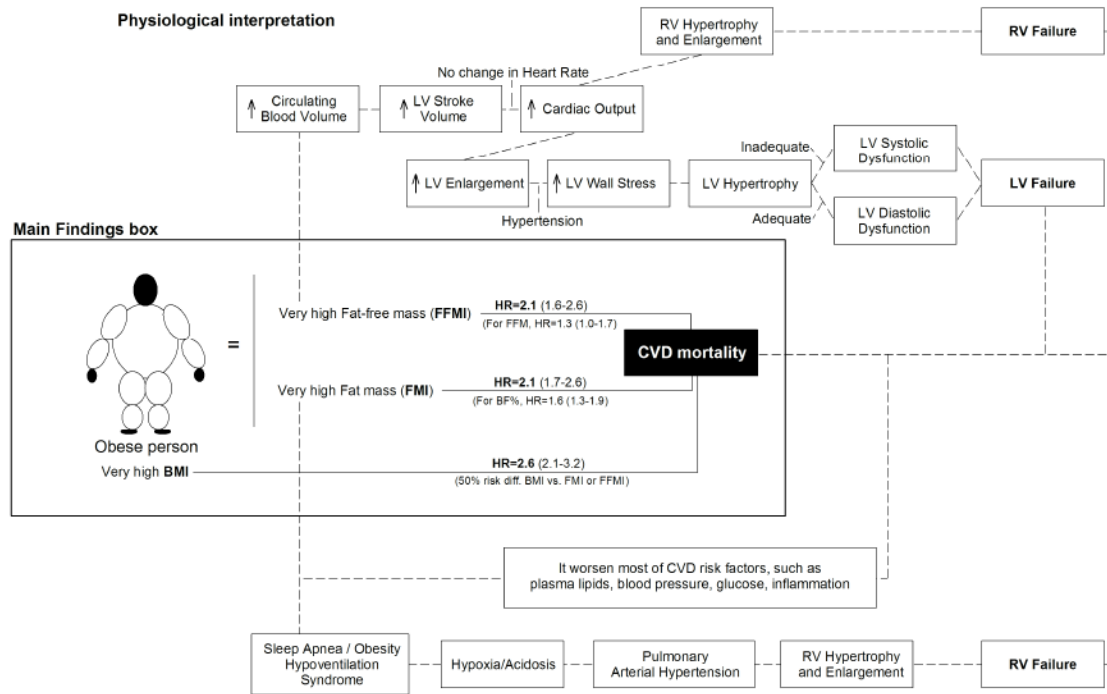 Physiological interpretation
RV Hypertrophy
and Enlargement
RV Failure
No change in Heart Rate
↑ Circulating
Blood Volume
↑ LV Stroke
Volume
↑ Cardiac Output
Inadequate
LV Systolic
Dysfunction
↑ LV Enlargement
↑ LV Wall Stress
LV Hypertrophy
LV Failure
Hypertension
Adequate
LV Diastolic
Dysfunction
Main Findings box
Very high Fat-free mass (FFMI)
HR=2.1 (1.6-2.6)
(For FFM, HR=1.3 (1.0-1.7)
=
CVD mortality
Very high Fat mass (FMI)
HR=2.1 (1.7-2.6)
(For BF%, HR=1.6 (1.3-1.9)
Obese person
Very high BMI
HR=2.6 (2.1-3.2)
(50% risk diff. BMI vs. FMI or FFMI)
It worsen most of CVD risk factors, such as
plasma lipids, blood pressure, glucose, inflammation
Sleep Apnea / Obesity
Hypoventilation
Syndrome
Hypoxia/Acidosis
Pulmonary
Arterial Hypertension
RV Hypertrophy
and Enlargement
RV Failure